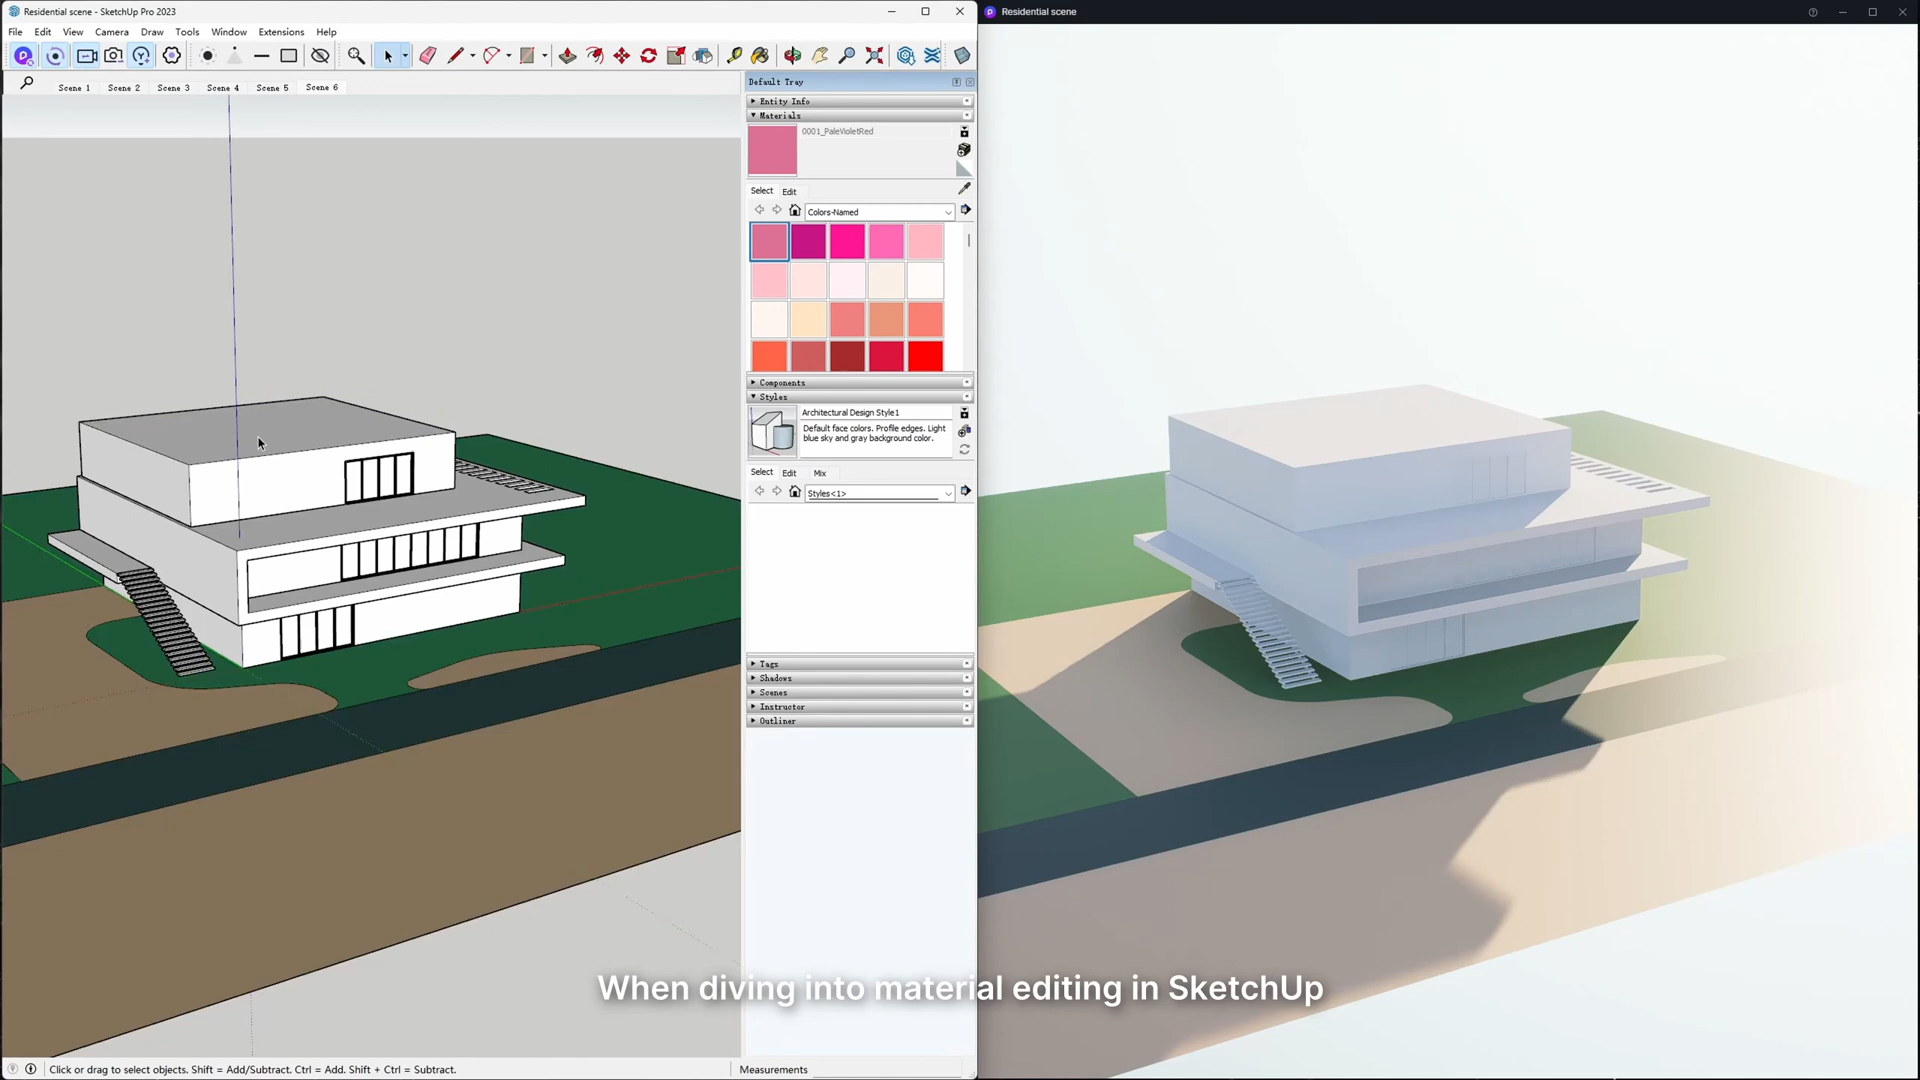 Residential scene - SketchUp Pro 2023
Residential scene
File Edit View Camera Draw Tools Window Extensions Help
Default Tray
Scene 1 Scene 2 Scene 3 Scene 4 Scene 5 Scene 6
Entity Info
Materials
0001_PaleVioletRed
Select Edit
Colors-Named
Components
Styles
Architectural Design Style1
Default face colors. Profile edges. Light
blue sky and gray background color.
Select Edit Mix
Styles<1>
Tags
Shadows
Scenes
Instructor
Outliner
When diving into material editing in SketchUp
Click or drag to select objects. Shift = Add/Subtract. Ctrl = Add. Shift + Ctrl = Subtract.
Measurements